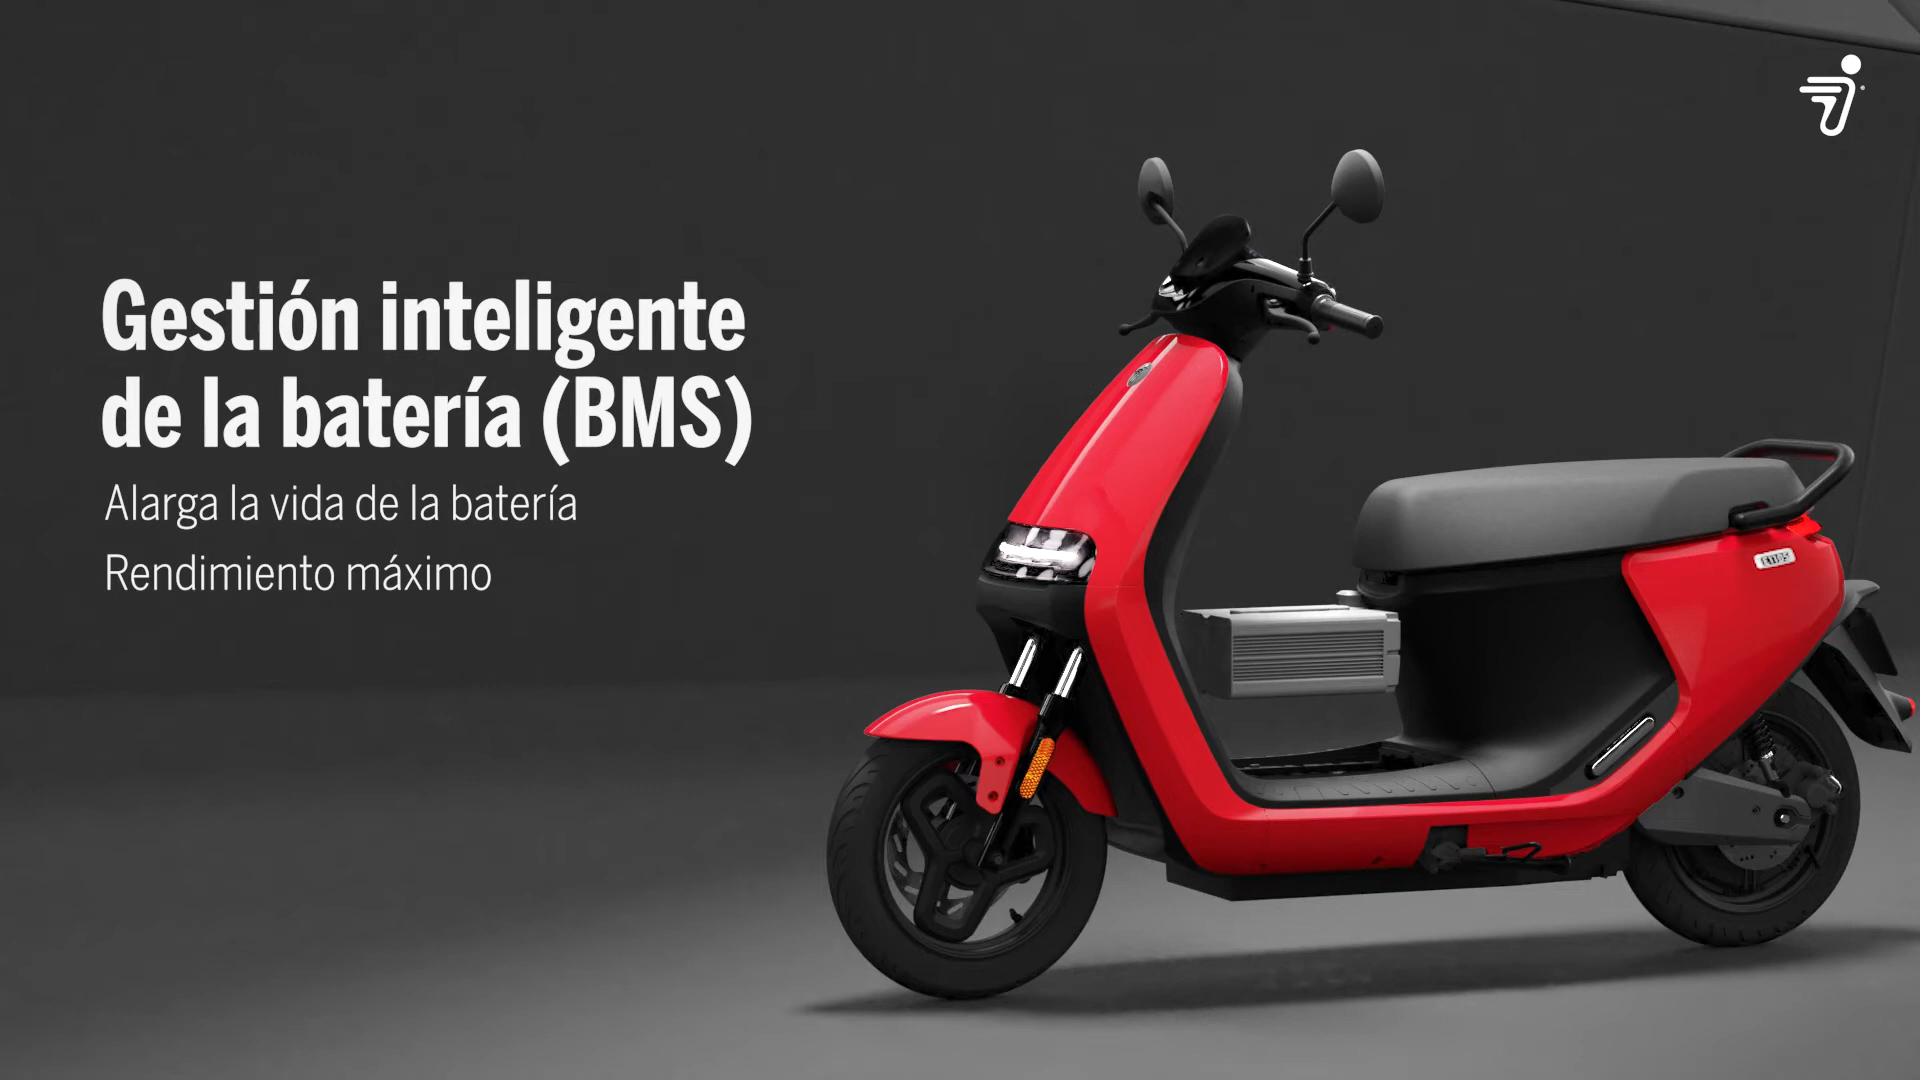 Gestión inteligente
de la batería (BMS)
Alarga la vida de la batería
Rendimiento máximo